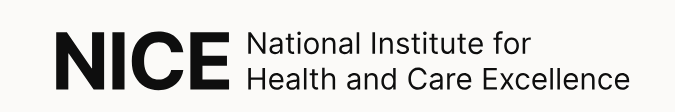 NICE
National Institute for
Health and Care Excellence